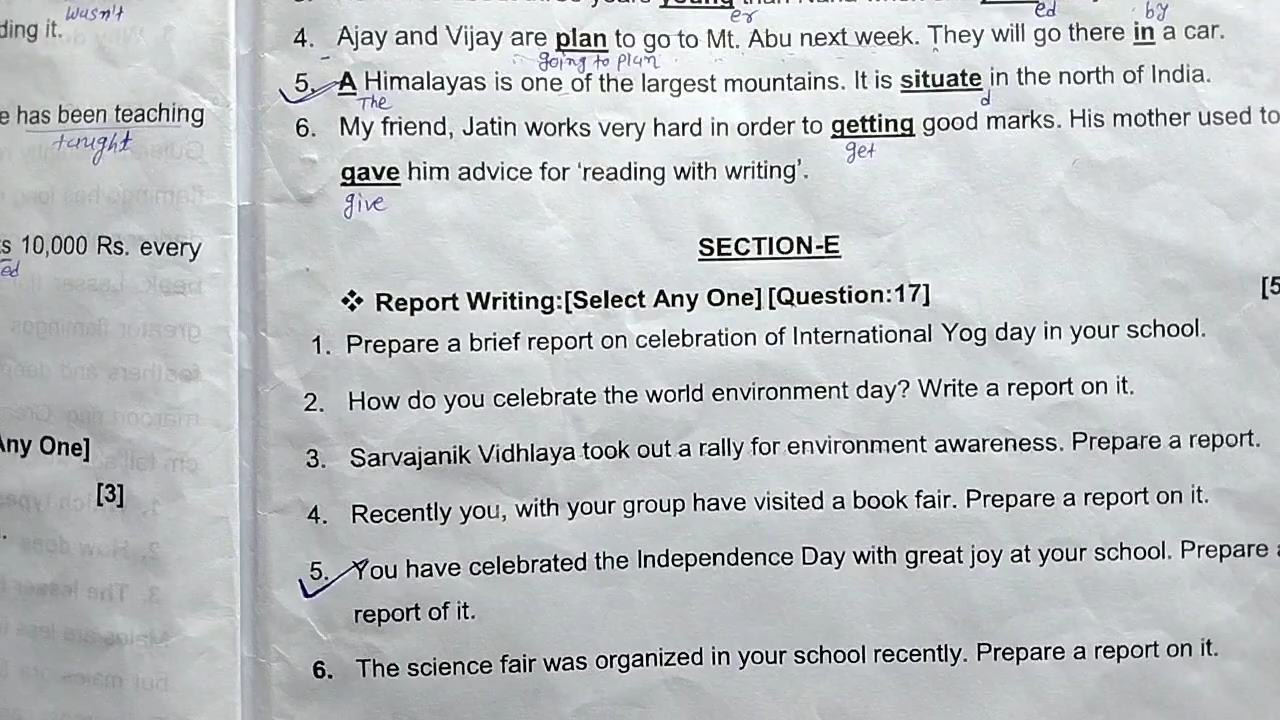 wasn't
ding it.
e has been teaching
taught
s 10,000 Rs. every
ed
Any One]
[3]
er
ed
by
4. Ajay and Vijay are plan to go to Mt. Abu next week. They will go there in a car.
going to plan
5. A Himalayas is one of the largest mountains. It is situate in the north of India.
The
d
6. My friend, Jatin works very hard in order to getting good marks. His mother used to
get
gave him advice for 'reading with writing'.
give
SECTION-E
❖ Report Writing:[Select Any One] [Question:17]
[5
1. Prepare a brief report on celebration of International Yog day in your school.
2. How do you celebrate the world environment day? Write a report on it.
3. Sarvajanik Vidhlaya took out a rally for environment awareness. Prepare a report.
4. Recently you, with your group have visited a book fair. Prepare a report on it.
5. You have celebrated the Independence Day with great joy at your school. Prepare a
report of it.
6. The science fair was organized in your school recently. Prepare a report on it.